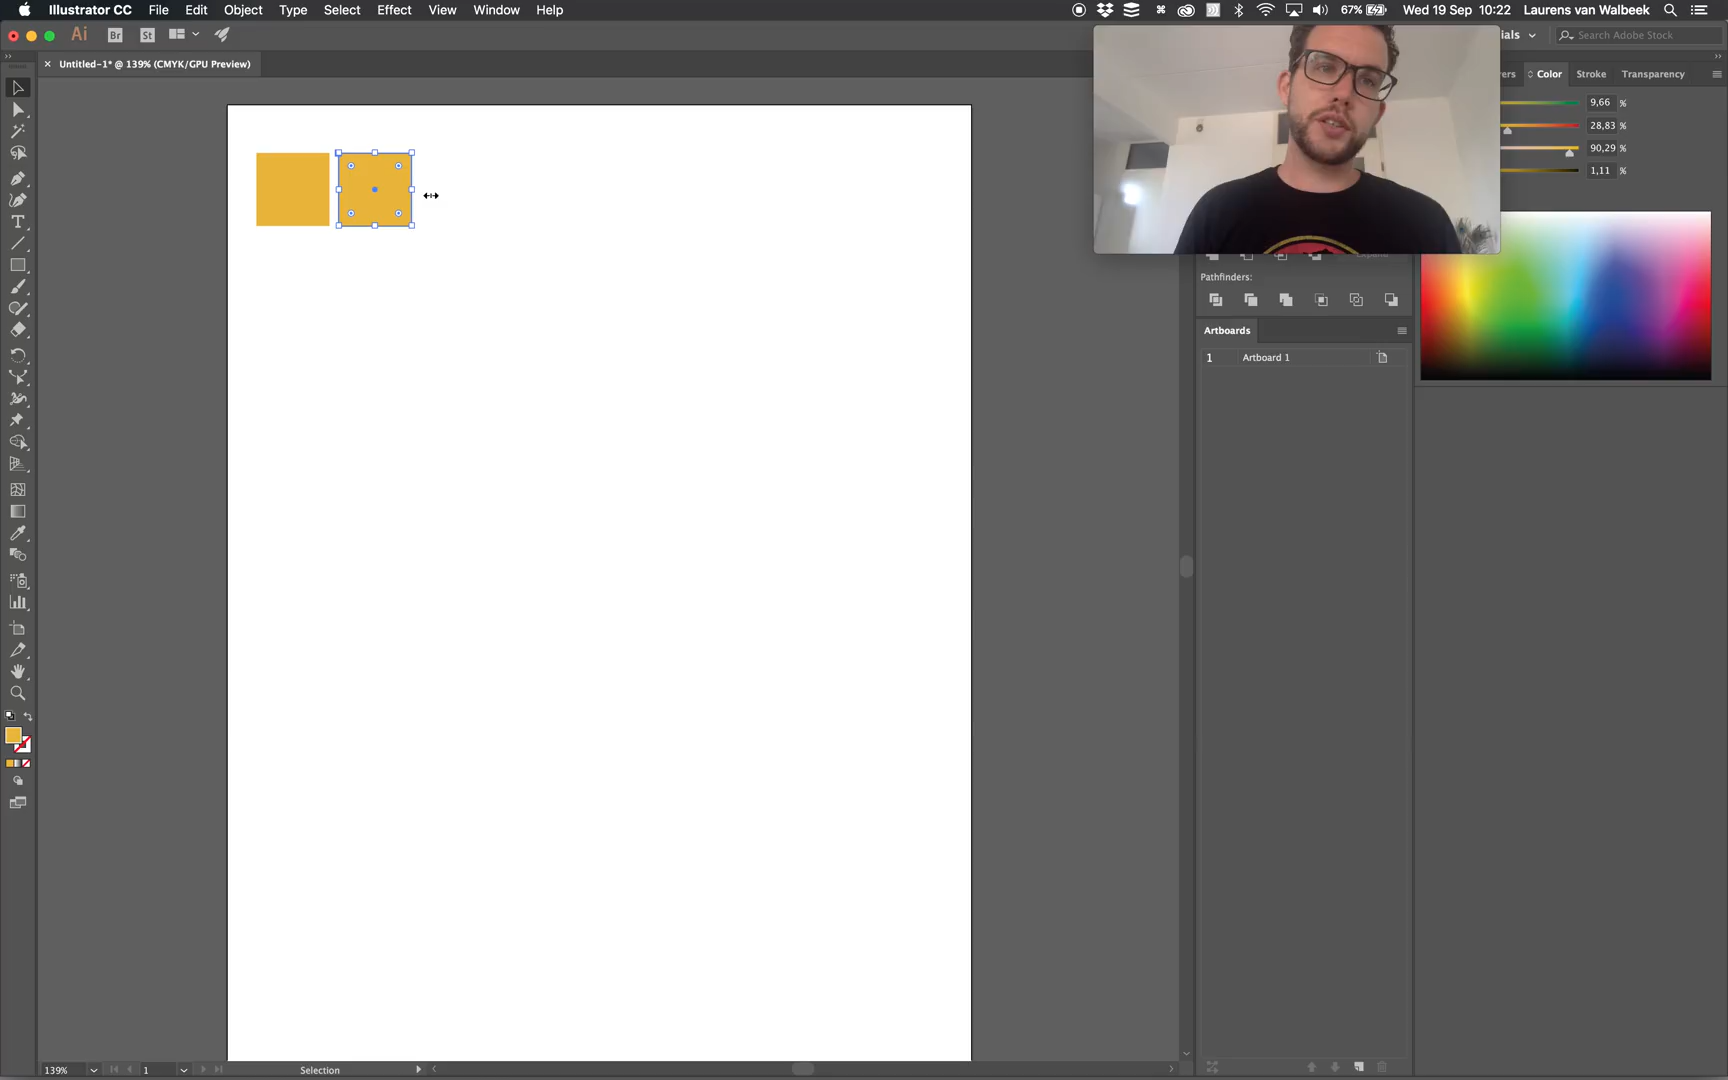 Illustrator CC File Edit Object Type Select Effect View Window Help 67% Wed 19 Sep 10:22 Laurens van Walbeek
Ai Br St ials Search Adobe Stock
× Untitled-1* @ 139% (CMYK/GPU Preview)
ers Color Stroke Transparency
9,66 %
28,83 %
90,29 %
1,11 %
Expand
Pathfinders:
Artboards
1 Artboard 1
T
139% 1 Selection